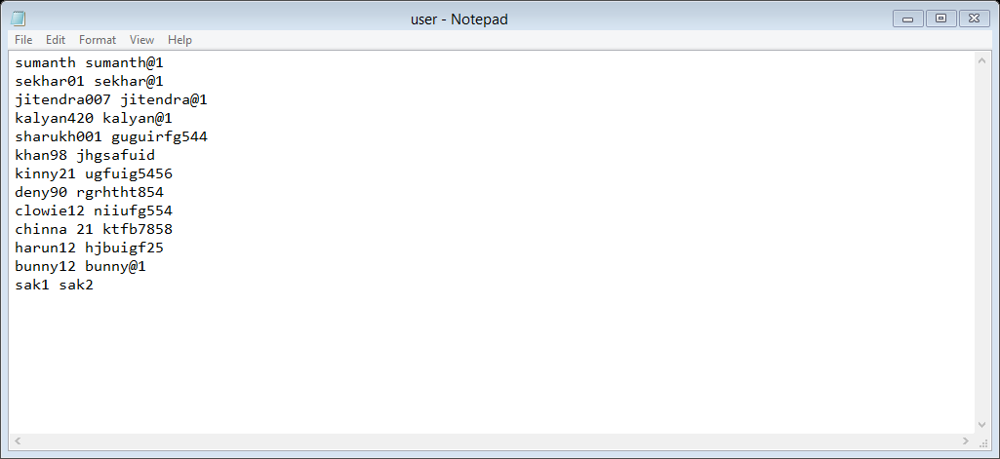 user - Notepad
File Edit Format View Help
sumanth sumanth@1
sekhar01 sekhar@1
jitendra007 jitendra@1
kalyan420 kalyan@1
sharukh001 guguirfg544
khan98 jhgsafuid
kinny21 ugfuig5456
deny90 rgrhtht854
clowie12 niiufg554
chinna 21 ktfb7858
harun12 hjbuigf25
bunny12 bunny@1
sak1 sak2